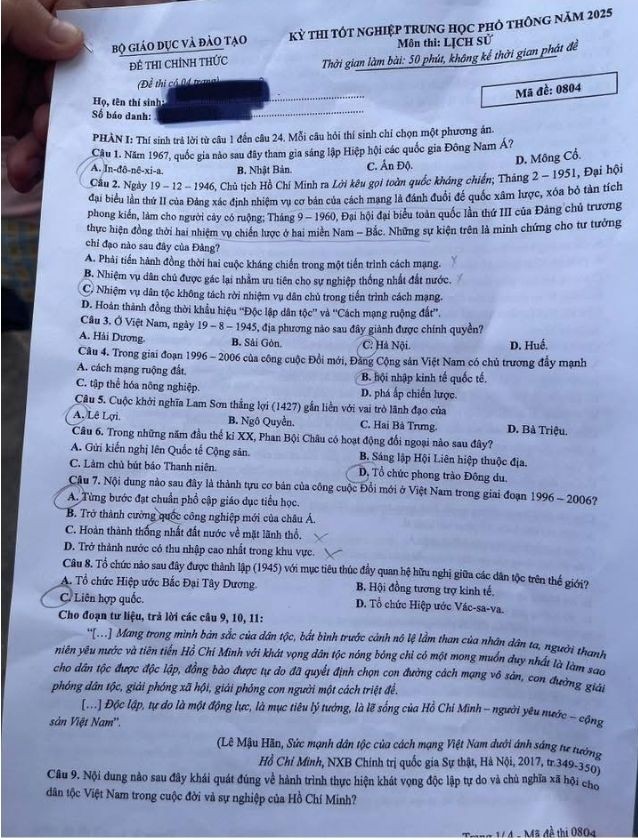 BỘ GIÁO DỤC VÀ ĐÀO TẠO
ĐỀ THI CHÍNH THỨC
(Đề thi có 04 trang)
KỲ THI TỐT NGHIỆP TRUNG HỌC PHỔ THÔNG NĂM 2025
Môn thi: LỊCH SỬ
Thời gian làm bài: 50 phút, không kể thời gian phát đề
Họ, tên thí sinh:
Số báo danh:
Mã đề: 0804
PHẦN I: Thí sinh trả lời từ câu 1 đến câu 24. Mỗi câu hỏi thí sinh chỉ chọn một phương án.
Câu 1. Năm 1967, quốc gia nào sau đây tham gia sáng lập Hiệp hội các quốc gia Đông Nam Á?
A. In-đô-nê-xi-a. B. Nhật Bản. C. Ấn Độ. D. Mông Cổ.
Câu 2. Ngày 19 – 12 – 1946, Chủ tịch Hồ Chí Minh ra Lời kêu gọi toàn quốc kháng chiến; Tháng 2 – 1951, Đại hội
đại biểu lần thứ II của Đảng xác định nhiệm vụ cơ bản của cách mạng là đánh đuổi đế quốc xâm lược, xóa bỏ tàn tích
phong kiến, làm cho người cày có ruộng; Tháng 9 – 1960, Đại hội đại biểu toàn quốc lần thứ III của Đảng chủ trương
thực hiện đồng thời hai nhiệm vụ chiến lược ở hai miền Nam – Bắc. Những sự kiện trên là minh chứng cho tư tưởng
chỉ đạo nào sau đây của Đảng?
A. Phải tiến hành đồng thời hai cuộc kháng chiến trong một tiến trình cách mạng.
B. Nhiệm vụ dân chủ được gác lại nhằm ưu tiên cho sự nghiệp thống nhất đất nước.
C. Nhiệm vụ dân tộc không tách rời nhiệm vụ dân chủ trong tiến trình cách mạng.
D. Hoàn thành đồng thời khẩu hiệu “Độc lập dân tộc” và “Cách mạng ruộng đất”.
Câu 3. Ở Việt Nam, ngày 19 – 8 – 1945, địa phương nào sau đây giành được chính quyền?
A. Hải Dương. B. Sài Gòn. C. Hà Nội. D. Huế.
Câu 4. Trong giai đoạn 1996 – 2006 của công cuộc Đổi mới, Đảng Cộng sản Việt Nam có chủ trương đẩy mạnh
A. cách mạng ruộng đất. B. hội nhập kinh tế quốc tế.
C. tập thể hóa nông nghiệp. D. phá ấp chiến lược.
Câu 5. Cuộc khởi nghĩa Lam Sơn thắng lợi (1427) gắn liền với vai trò lãnh đạo của
A. Lê Lợi. B. Ngô Quyền. C. Hai Bà Trưng. D. Bà Triệu.
Câu 6. Trong những năm đầu thế kỉ XX, Phan Bội Châu có hoạt động đối ngoại nào sau đây?
A. Gửi kiến nghị lên Quốc tế Cộng sản. B. Sáng lập Hội Liên hiệp thuộc địa.
C. Làm chủ bút báo Thanh niên. D. Tổ chức phong trào Đông du.
Câu 7. Nội dung nào sau đây là thành tựu cơ bản của công cuộc Đổi mới ở Việt Nam trong giai đoạn 1996 – 2006?
A. Từng bước đạt chuẩn phổ cập giáo dục tiểu học.
B. Trở thành cường quốc công nghiệp mới của châu Á.
C. Hoàn thành thống nhất đất nước về mặt lãnh thổ.
D. Trở thành nước có thu nhập cao nhất trong khu vực.
Câu 8. Tổ chức nào sau đây được thành lập (1945) với mục tiêu thúc đẩy quan hệ hữu nghị giữa các dân tộc trên thế giới?
A. Tổ chức Hiệp ước Bắc Đại Tây Dương. B. Hội đồng tương trợ kinh tế.
C. Liên hợp quốc. D. Tổ chức Hiệp ước Vác-sa-va.
Cho đoạn tư liệu, trả lời các câu 9, 10, 11:
“[…] Mang trong mình bản sắc của dân tộc, bất bình trước cảnh nô lệ lầm than của nhân dân ta, người thanh
niên yêu nước và tiên tiến Hồ Chí Minh với khát vọng dân tộc nóng bỏng chỉ có một mong muốn duy nhất là làm sao
cho dân tộc được độc lập, đồng bào được tự do đã quyết định chọn con đường cách mạng vô sản, con đường giải
phóng dân tộc, giải phóng xã hội, giải phóng con người một cách triệt để.
[…] Độc lập, tự do là một động lực, là mục tiêu lý tưởng, là lẽ sống của Hồ Chí Minh – người yêu nước – cộng
sản Việt Nam”.
(Lê Mậu Hãn, Sức mạnh dân tộc của cách mạng Việt Nam dưới ánh sáng tư tưởng
Hồ Chí Minh, NXB Chính trị quốc gia Sự thật, Hà Nội, 2017, tr.349-350)
Câu 9. Nội dung nào sau đây khái quát đúng về hành trình thực hiện khát vọng độc lập tự do và chủ nghĩa xã hội cho
dân tộc Việt Nam trong cuộc đời và sự nghiệp của Hồ Chí Minh?
Trang 1/4 - Mã đề thi 0804